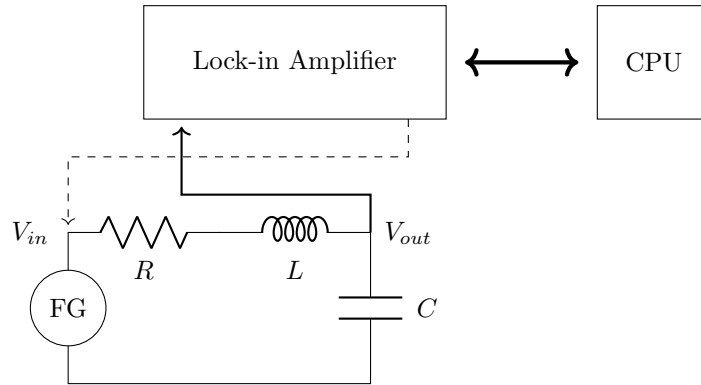 Lock-in Amplifier
CPU
V_in
V_out
R
L
FG
C